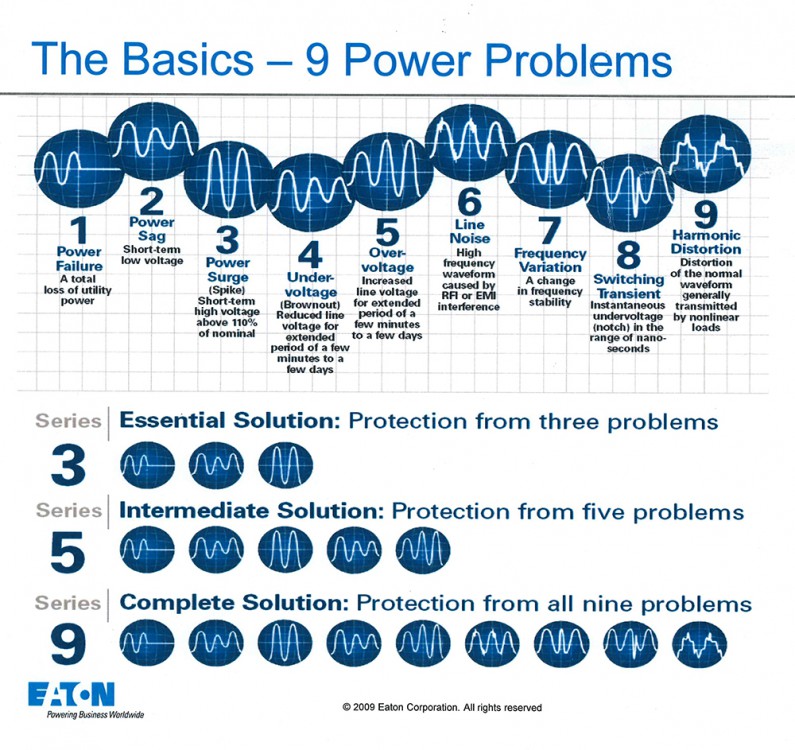 The Basics – 9 Power Problems
1
Power
Failure
A total
loss of utility
power
2
Power
Sag
Short-term
low voltage
3
Power
Surge
(Spike)
Short-term
high voltage
above 110%
of nominal
4
Under-
voltage
(Brownout)
Reduced line
voltage for
extended
period of a few
minutes to a
few days
5
Over-
voltage
Increased
line voltage
for extended
period of a
few minutes
to a few days
6
Line
Noise
High
frequency
waveform
caused by
RFI or EMI
interference
7
Frequency
Variation
A change
in frequency
stability
8
Switching
Transient
Instantaneous
undervoltage
(notch) in the
range of nano-
seconds
9
Harmonic
Distortion
Distortion
of the normal
waveform
generally
transmitted
by nonlinear
loads
Series
3
Essential Solution: Protection from three problems
Series
5
Intermediate Solution: Protection from five problems
Series
9
Complete Solution: Protection from all nine problems
EATON
Powering Business Worldwide
© 2009 Eaton Corporation. All rights reserved